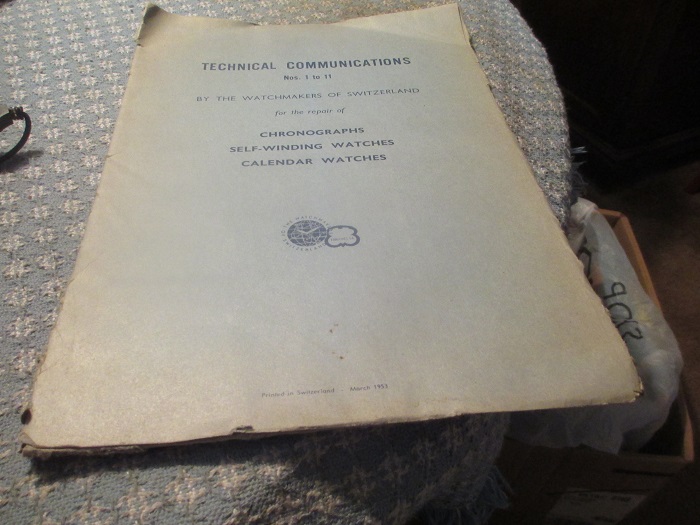 TECHNICAL COMMUNICATIONS
Nos. 1 to 11
BY THE WATCHMAKERS OF SWITZERLAND
for the repair of
CHRONOGRAPHS
SELF-WINDING WATCHES
CALENDAR WATCHES
Printed in Switzerland March 1953